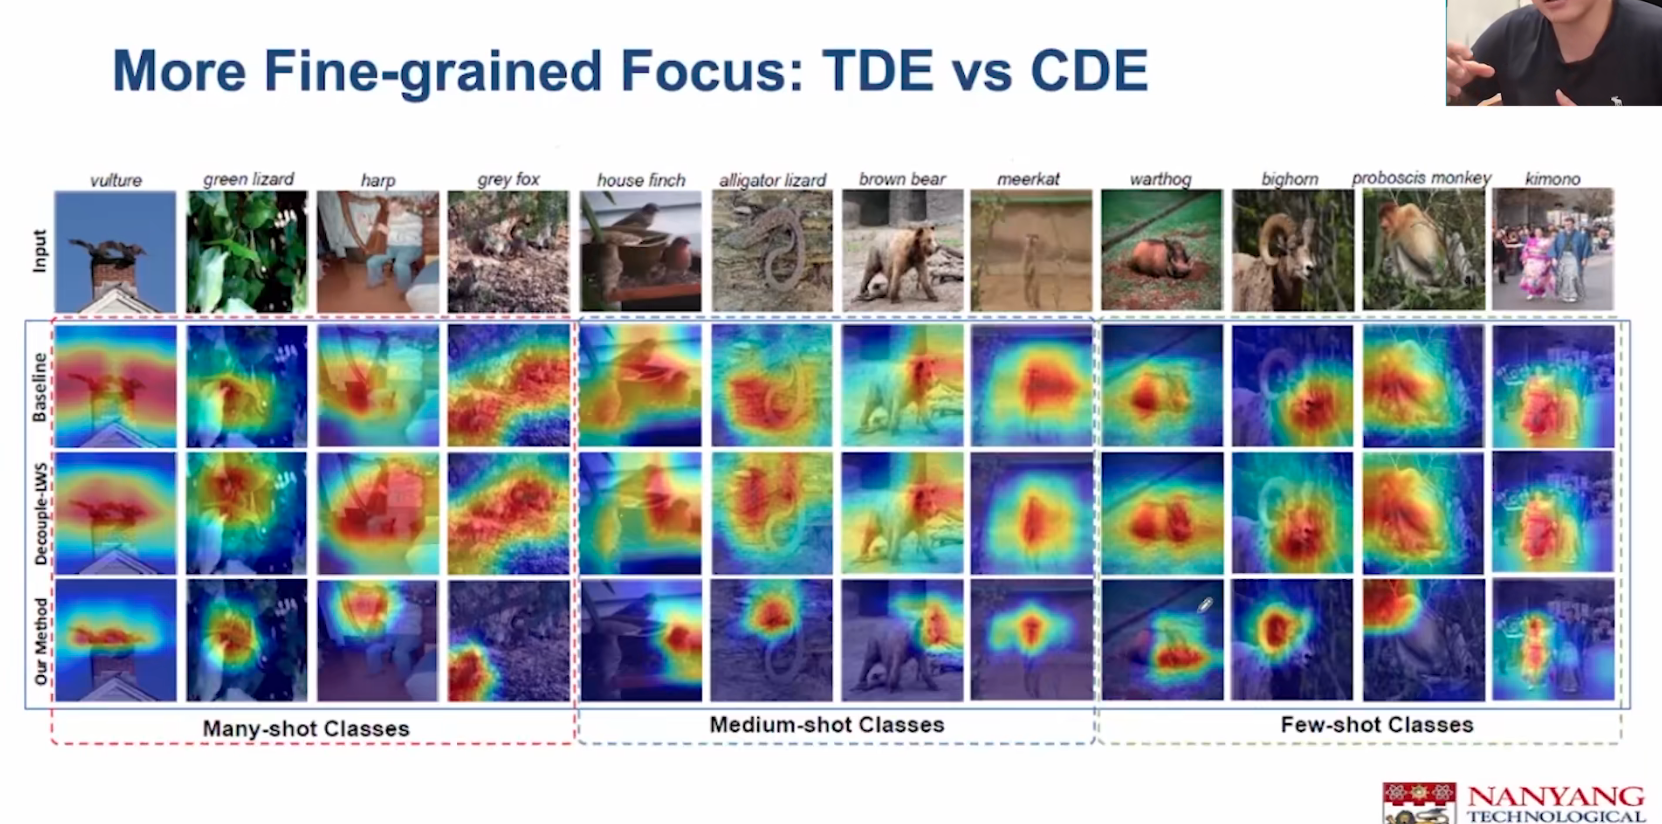 More Fine-grained Focus: TDE vs CDE
vulture green lizard harp grey fox house finch alligator lizard brown bear meerkat warthog bighorn proboscis monkey kimono
Input
Baseline
Decouple-LWS
Our Method
Many-shot Classes Medium-shot Classes Few-shot Classes
NANYANG
TECHNOLOGICAL